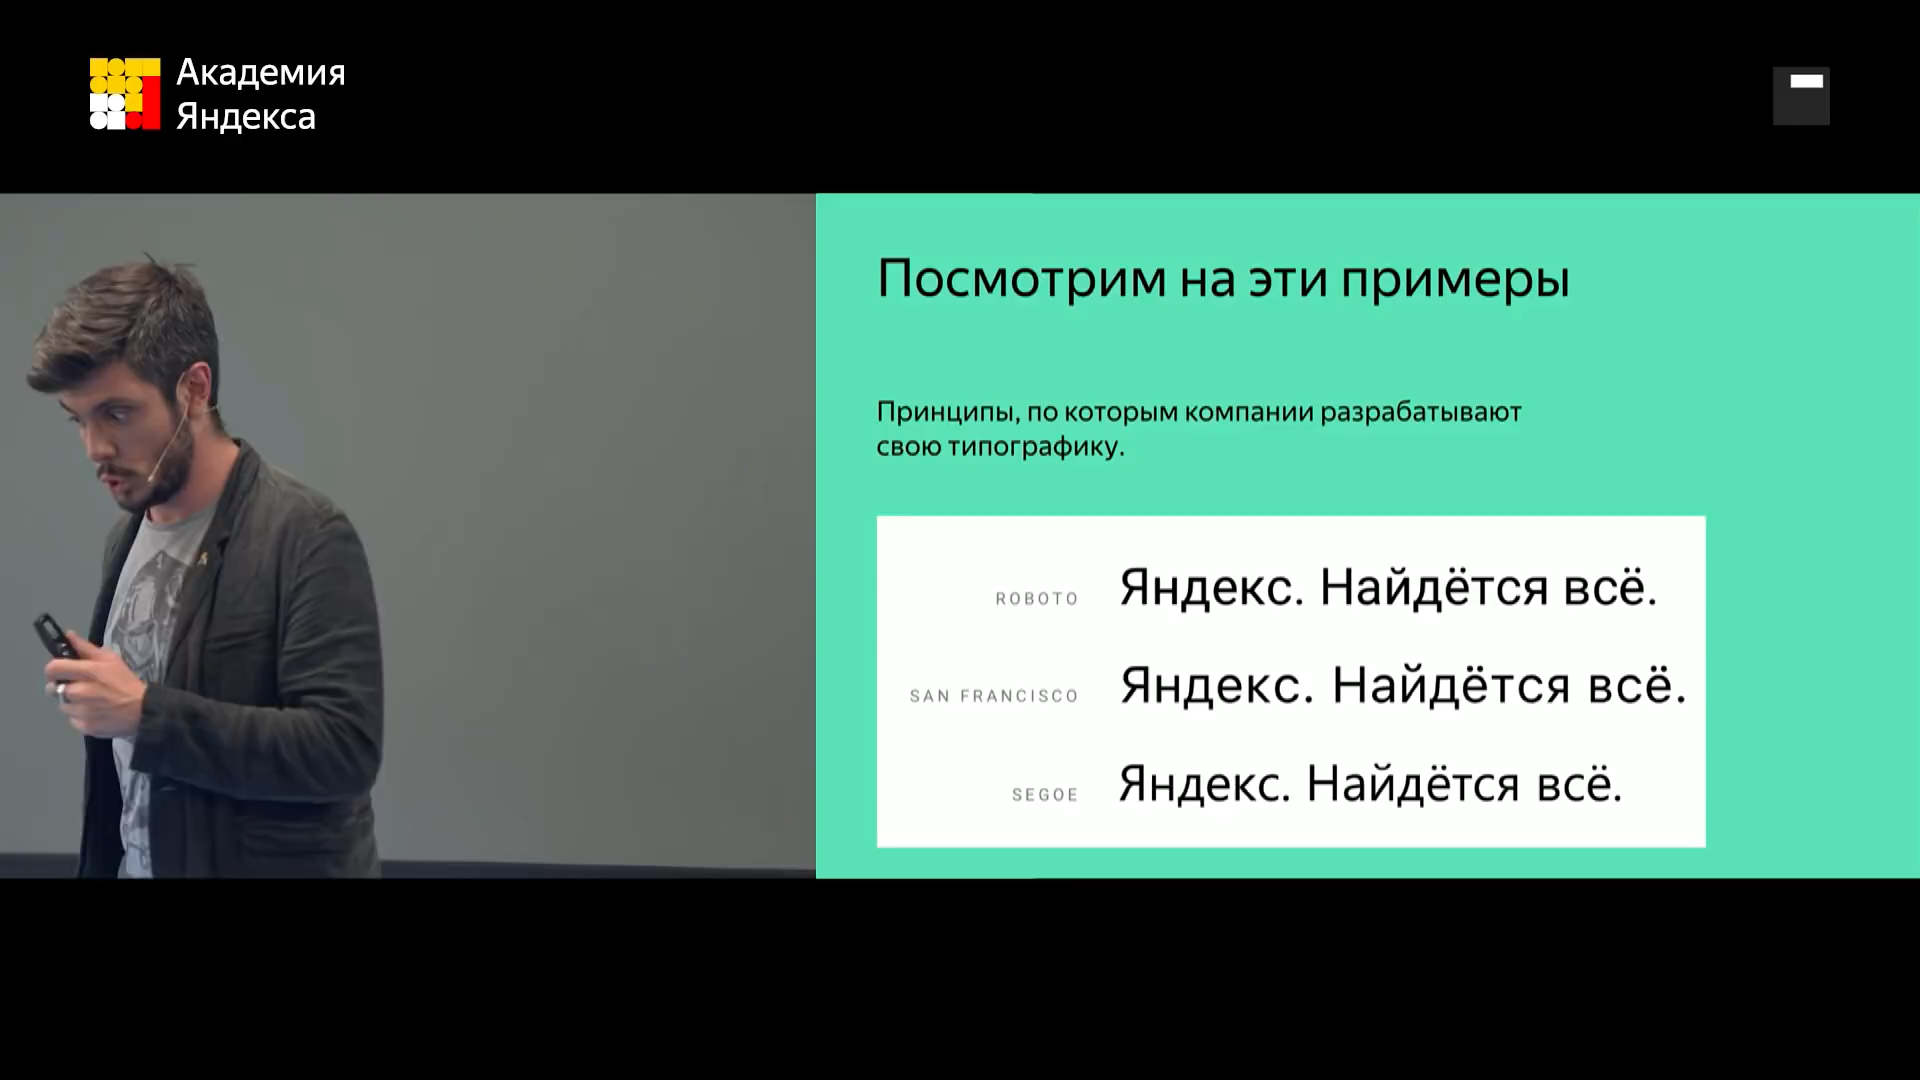 Академия
Яндекса
Посмотрим на эти примеры
Принципы, по которым компании разрабатывают
свою типографику.
ROBOTO Яндекс. Найдётся всё.
SAN FRANCISCO Яндекс. Найдётся всё.
SEGOE Яндекс. Найдётся всё.